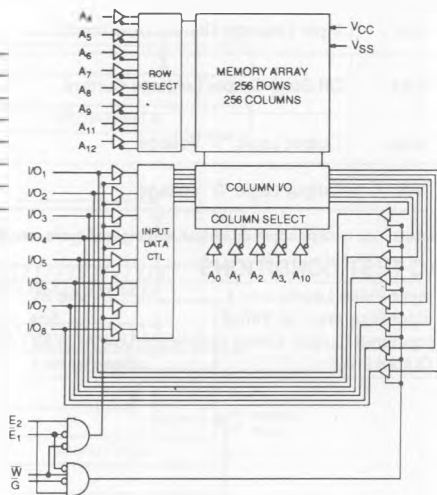 A4
A5
A6
A7
A8
A9
A11
A12
ROW
SELECT
MEMORY ARRAY
256 ROWS
256 COLUMNS
VCC
VSS
I/O1
I/O2
I/O3
I/O4
I/O5
I/O6
I/O7
I/O8
INPUT
DATA
CTL
COLUMN I/O
COLUMN SELECT
A0 A1 A2 A3 A10
E2
E̅1
W̅
G̅